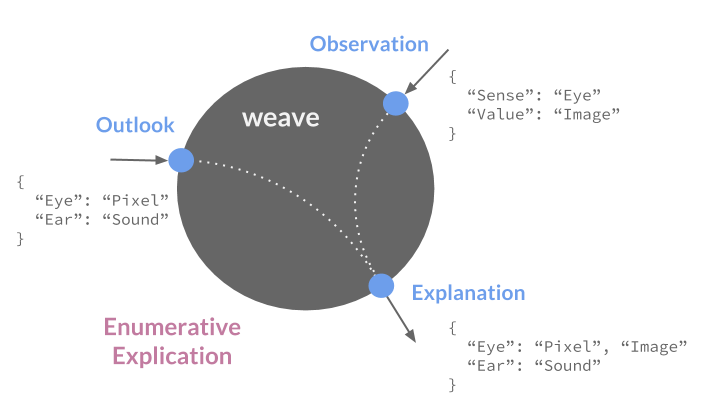 Observation
{
“Sense”: “Eye”
“Value”: “Image”
}
weave
Outlook
{
“Eye”: “Pixel”
“Ear”: “Sound”
}
Explanation
{
“Eye”: “Pixel”, “Image”
“Ear”: “Sound”
}
Enumerative
Explication